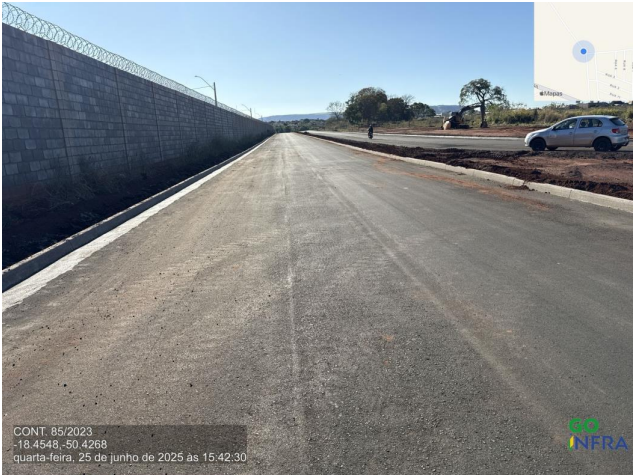 Mapas
CONT. 85/2023
-18.4548,-50.4268
quarta-feira, 25 de junho de 2025 às 15:42:30
GO
INFRA